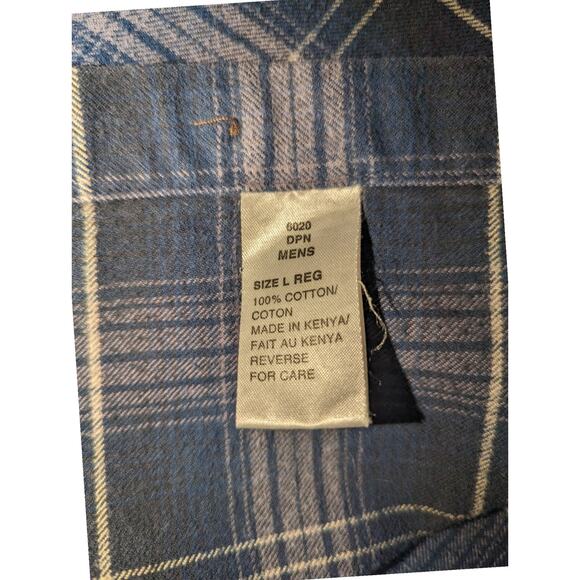 6020
DPN
MENS
SIZE L REG
100% COTTON/
COTON
MADE IN KENYA/
FAIT AU KENYA
REVERSE
FOR CARE